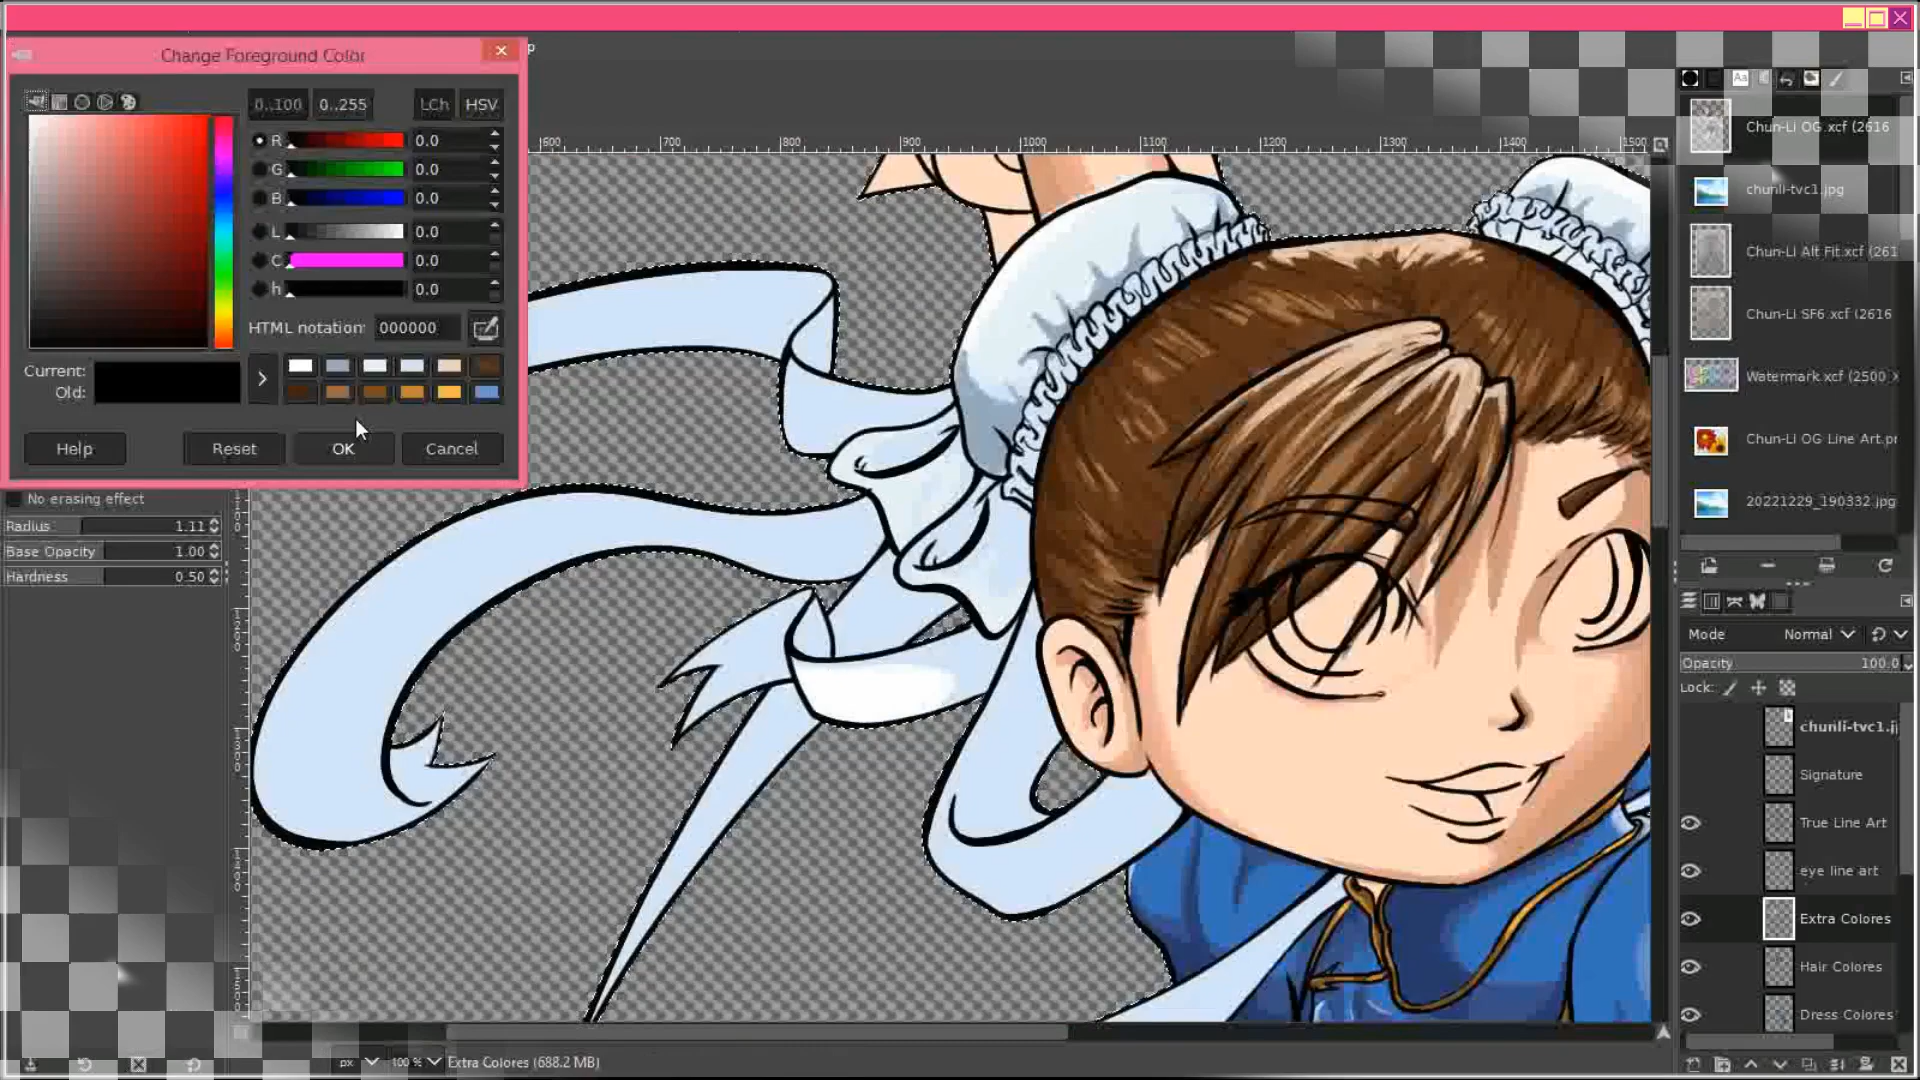 Change Foreground Color
p
0..100 0..255 LCh HSV
R 0.0
G 0.0
B 0.0
L 0.0
C 0.0
h 0.0
HTML notation: 000000
Current:
Old:
Help Reset OK Cancel
No erasing effect
Radius 1.11
Base Opacity 1.00
Hardness 0.50
600 700 800 900 1000 1100 1200 1300 1400 1500
px 100 % Extra Colores (688.2 MB)
Aa
Chun-Li OG.xcf (2616
chunli-tvc1.jpg
Chun-Li Alt Fit.xcf (261
Chun-Li SF6.xcf (2616
Watermark.xcf (2500 X
Chun-Li OG Line Art.pr
20221229_190332.jpg
Mode Normal
Opacity 100.0
Lock:
chunli-tvc1.j
Signature
True Line Art
eye line art
Extra Colores
Hair Colores
Dress Colores